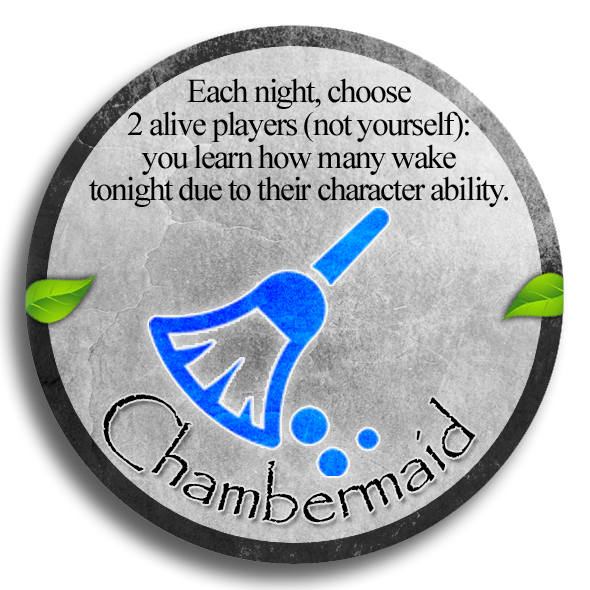 Each night, choose
2 alive players (not yourself):
you learn how many wake
tonight due to their character ability.
Chambermaid